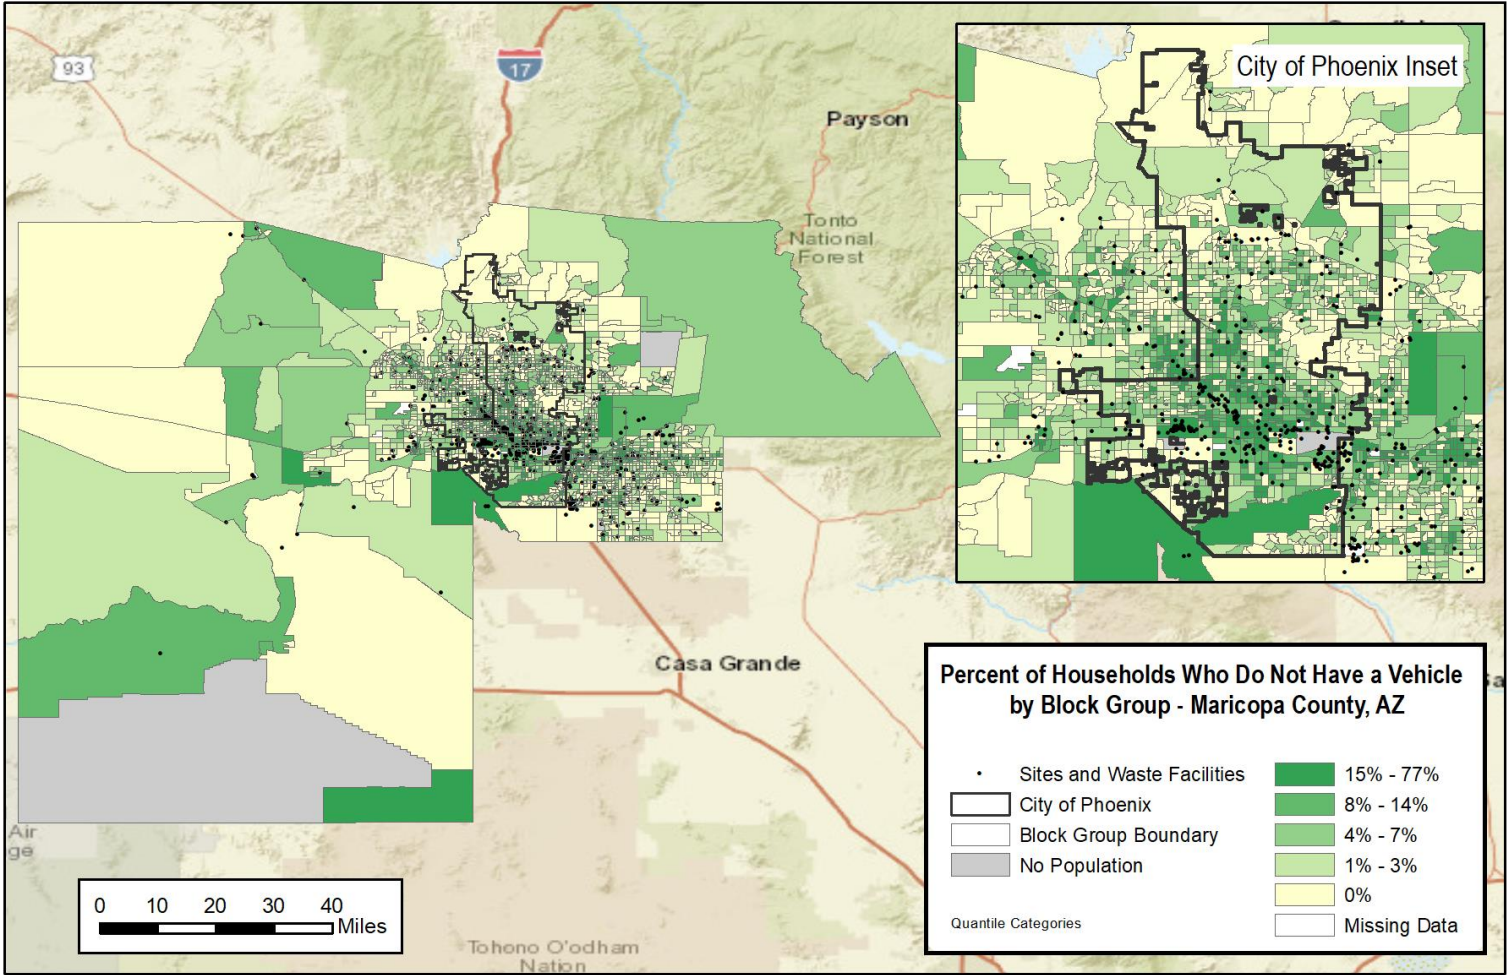 93
17
Payson
Tonto
National
Forest
City of Phoenix Inset
Casa Grande
Air
ge
Tohono O'odham
Nation
0 10 20 30 40
Miles
Percent of Households Who Do Not Have a Vehicle
by Block Group - Maricopa County, AZ
Sites and Waste Facilities
City of Phoenix
Block Group Boundary
No Population
Quantile Categories
15% - 77%
8% - 14%
4% - 7%
1% - 3%
0%
Missing Data